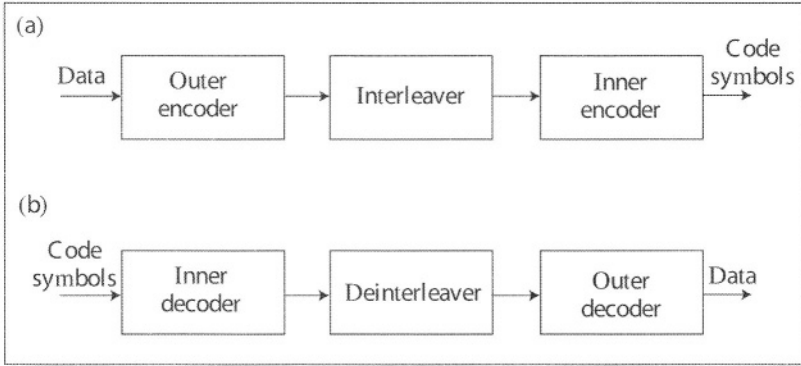 (a)
Data
Outer
encoder
Interleaver
Inner
encoder
Code
symbols
(b)
Code
symbols
Inner
decoder
Deinterleaver
Outer
decoder
Data